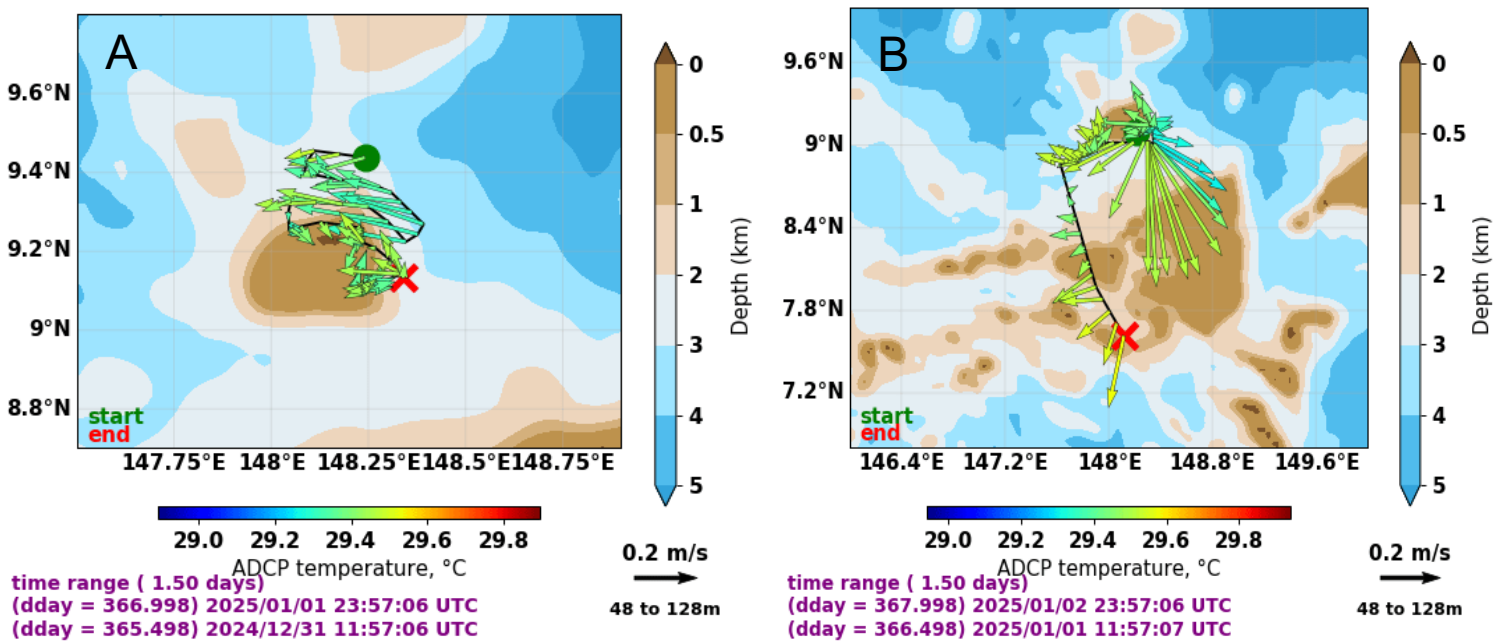 A
9.6°N
9.4°N
9.2°N
9°N
8.8°N
start
end
147.75°E 148°E 148.25°E 148.5°E 148.75°E
0
0.5
1
2
3
4
5
Depth (km)
29.0 29.2 29.4 29.6 29.8
ADCP temperature, °C
time range ( 1.50 days)
(dday = 366.998) 2025/01/01 23:57:06 UTC
(dday = 365.498) 2024/12/31 11:57:06 UTC
0.2 m/s
48 to 128m
B
9.6°N
9°N
8.4°N
7.8°N
7.2°N
start
end
146.4°E 147.2°E 148°E 148.8°E 149.6°E
0
0.5
1
2
3
4
5
Depth (km)
29.0 29.2 29.4 29.6 29.8
ADCP temperature, °C
time range ( 1.50 days)
(dday = 367.998) 2025/01/02 23:57:06 UTC
(dday = 366.498) 2025/01/01 11:57:07 UTC
0.2 m/s
48 to 128m